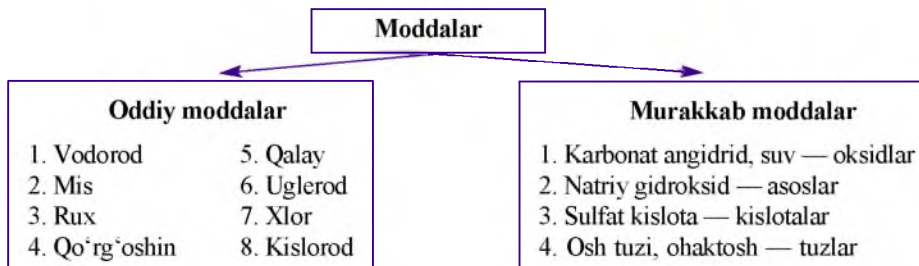 Moddalar
Oddiy moddalar
1. Vodorod
2. Mis
3. Rux
4. Qo‘rg‘oshin
5. Qalay
6. Uglerod
7. Xlor
8. Kislorod
Murakkab moddalar
1. Karbonat angidrid, suv — oksidlar
2. Natriy gidroksid — asoslar
3. Sulfat kislota — kislotalar
4. Osh tuzi, ohaktosh — tuzlar